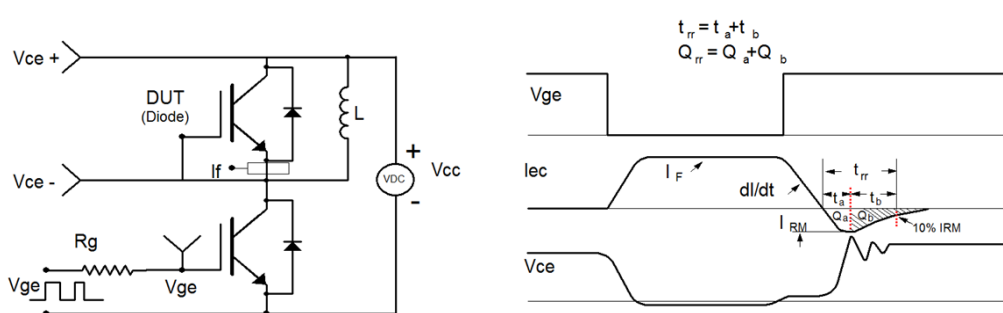 Vce +
DUT
(Diode)
L
+
Vcc
VDC
-
If
Vce -
Rg
Vge
Vge
t rr = t a + t b
Q rr = Q a + Q b
Vge
Iec
I F
dI/dt
t rr
t a
t b
Q a
Q b
I RM
10% IRM
Vce